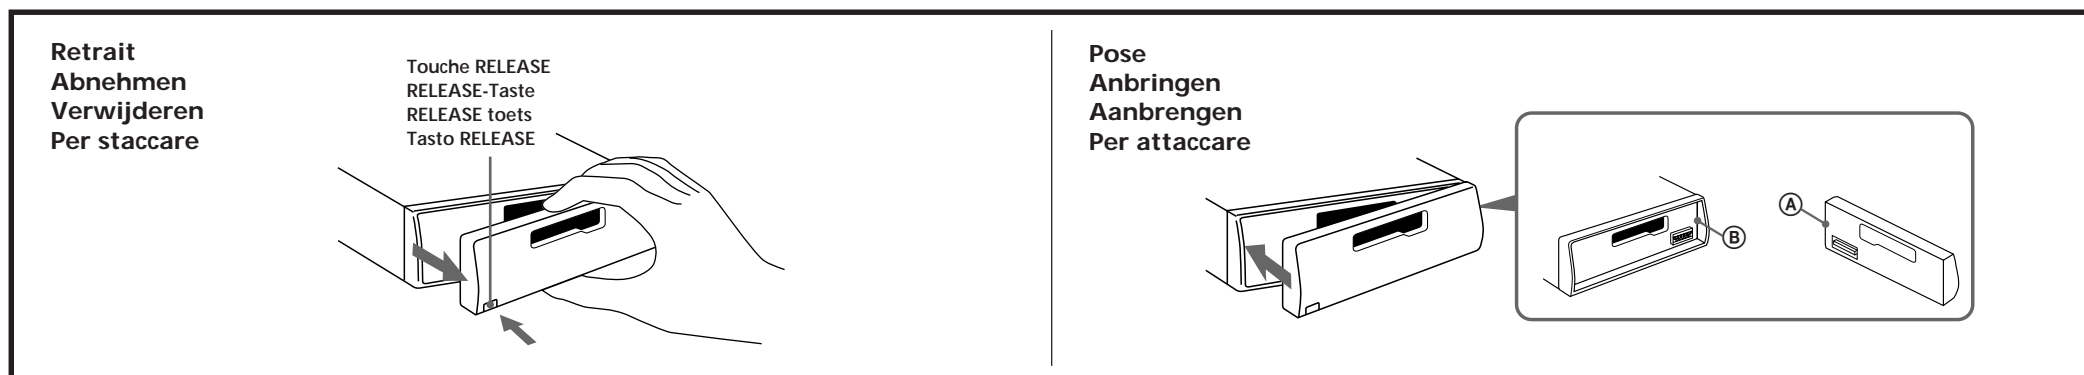 Retrait
Abnehmen
Verwijderen
Per staccare
Touche RELEASE
RELEASE-Taste
RELEASE toets
Tasto RELEASE
Pose
Anbringen
Aanbrengen
Per attaccare
A
B